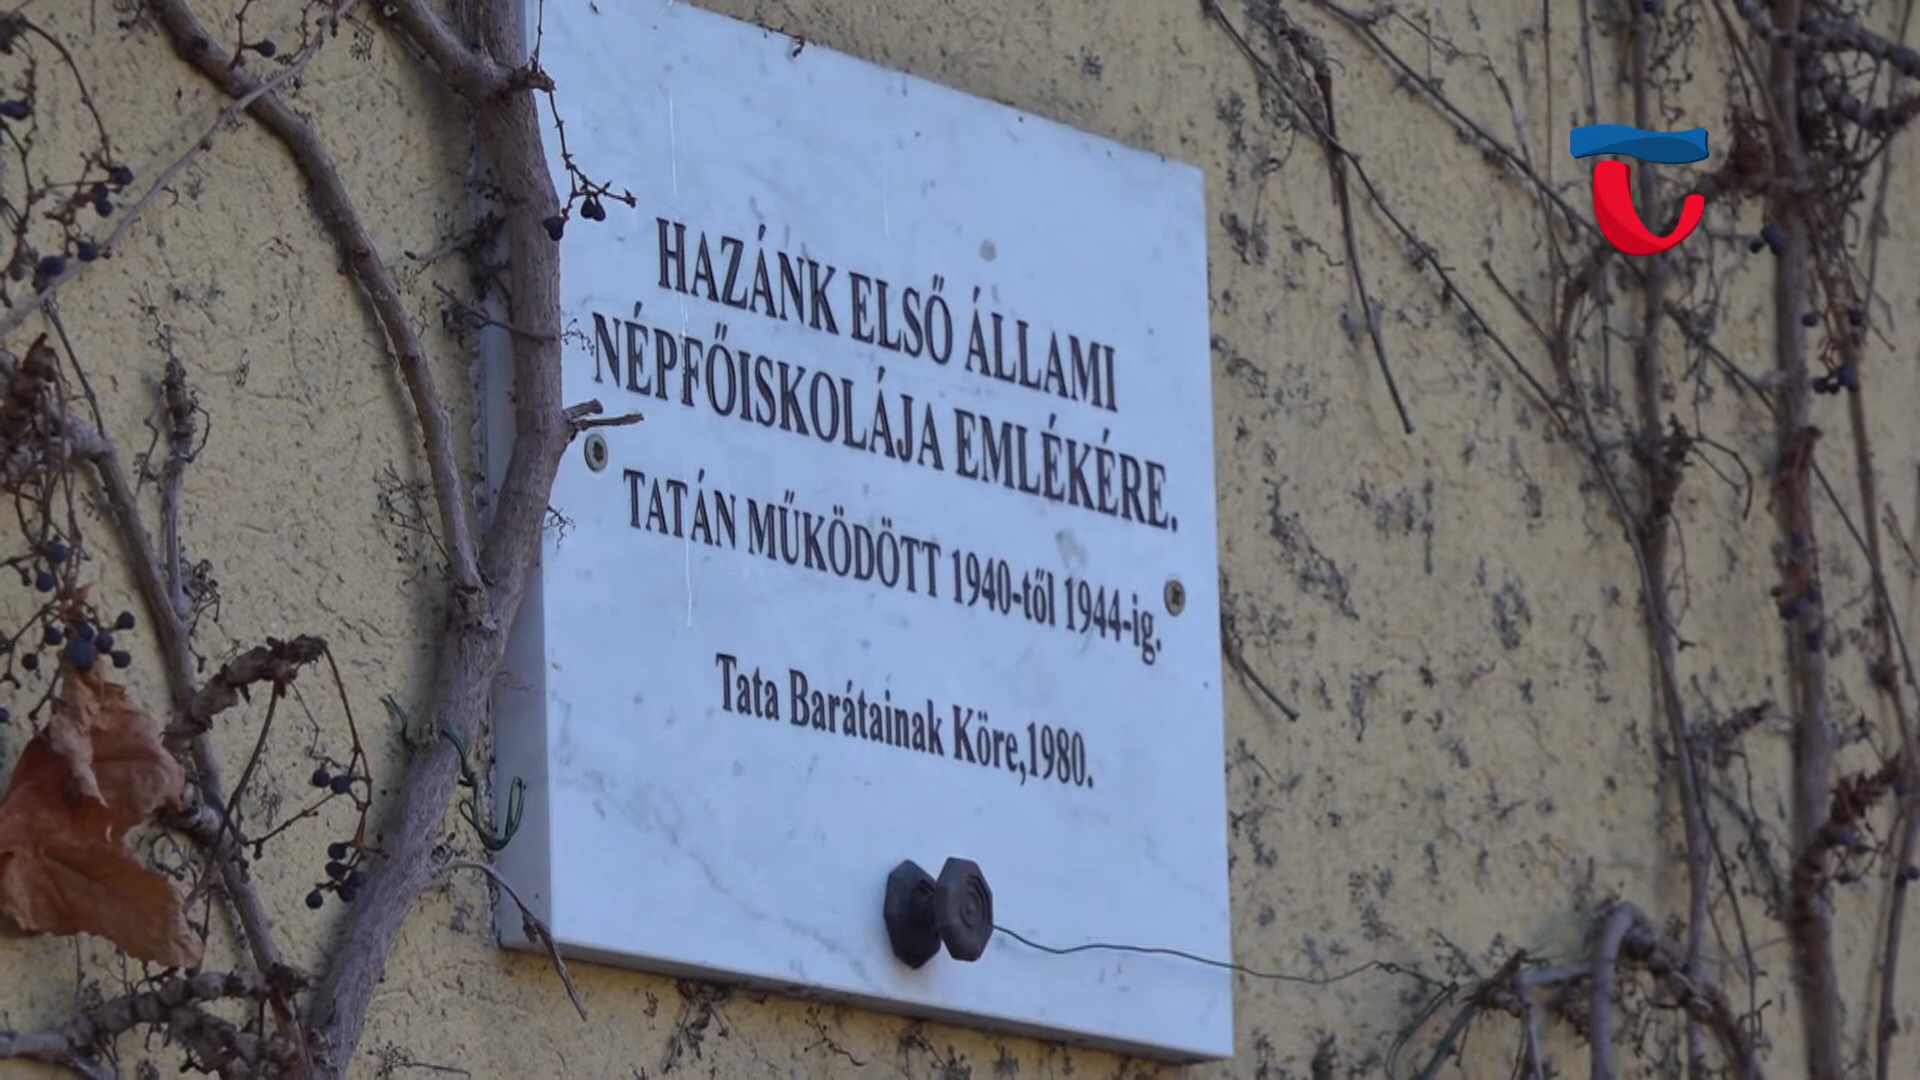 HAZÁNK ELSŐ ÁLLAMI
NÉPFŐISKOLÁJA EMLÉKÉRE.
TATÁN MŰKÖDÖTT 1940-től 1944-ig.
Tata Barátainak Köre,1980.